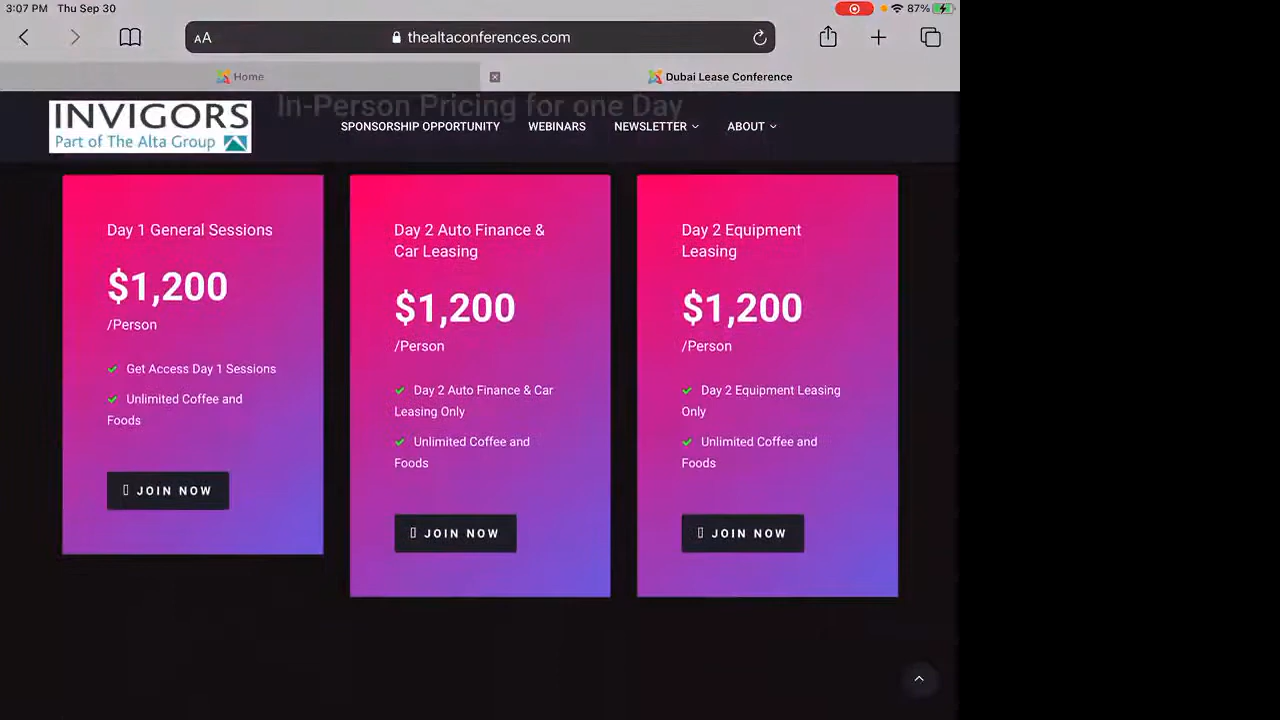 3:07 PM Thu Sep 30
87%
AA
thealtaconferences.com
Home
Dubai Lease Conference
INVIGORS
Part of The Alta Group
In-Person Pricing for one Day
SPONSORSHIP OPPORTUNITY WEBINARS NEWSLETTER ABOUT
Day 1 General Sessions
$1,200
/Person
Get Access Day 1 Sessions
Unlimited Coffee and
Foods
JOIN NOW
Day 2 Auto Finance &
Car Leasing
$1,200
/Person
Day 2 Auto Finance & Car
Leasing Only
Unlimited Coffee and
Foods
JOIN NOW
Day 2 Equipment
Leasing
$1,200
/Person
Day 2 Equipment Leasing
Only
Unlimited Coffee and
Foods
JOIN NOW